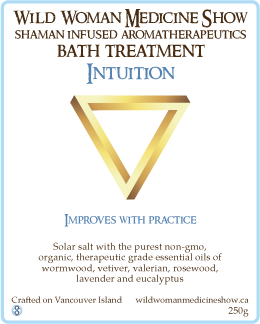 Wild Woman Medicine Show
Shaman Infused Aromatherapeutics
Bath Treatment
Intuition
Improves with practice
Solar salt with the purest non-gmo,
organic, therapeutic grade essential oils of
wormwood, vetiver, valerian, rosewood,
lavender and eucalyptus
Crafted on Vancouver Island wildwomanmedicineshow.ca
250g